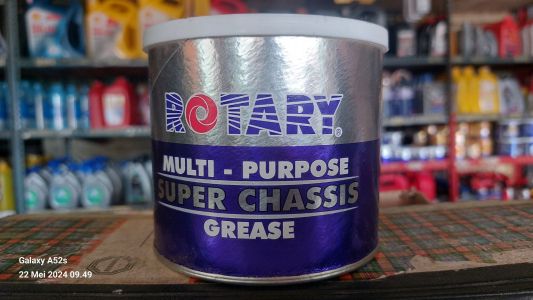 ROTARY®
MULTI - PURPOSE
SUPER CHASSIS
GREASE
Galaxy A52s
22 Mei 2024 09.49